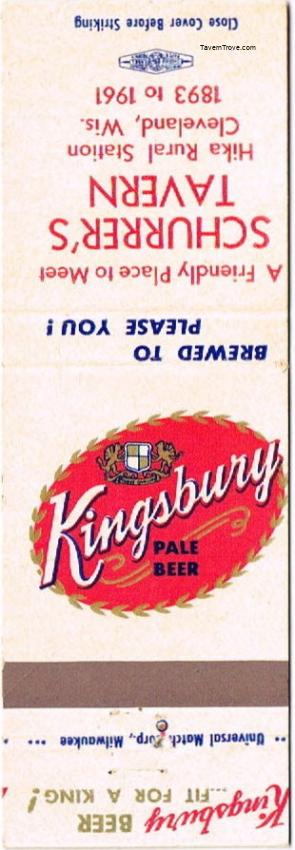 TavernTrove.com
Close Cover Before Striking
1893 to 1961
Cleveland, Wis.
Hika Rural Station
TAVERN
SCHURRER'S
A Friendly Place to Meet
PLEASE YOU!
BREWED TO
Kingsbury
PALE
BEER
Universal Match Corp., Milwaukee
...FIT FOR A KING!
Kingsbury BEER